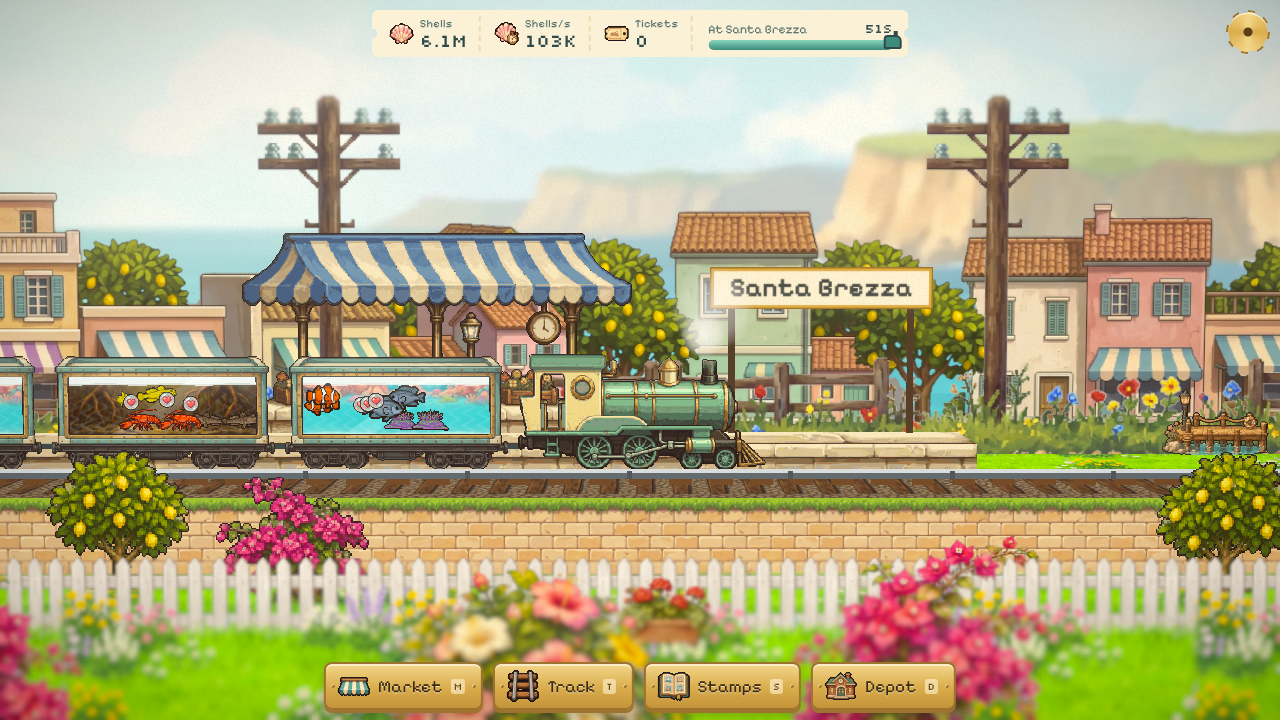 Shells
6.1M
Shells/s
103K
Tickets
0
At Santa Brezza 51s
Santa Brezza
Market M
Track T
Stamps S
Depot D